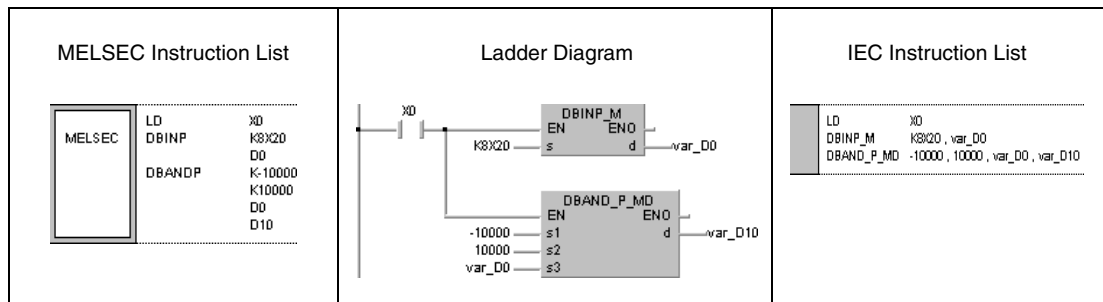 MELSEC Instruction List
MELSEC
LD X0
DBINP K8X20
D0
DBANDP K-10000
K10000
D0
D10
Ladder Diagram
X0
DBINP_M
EN ENO
K8X20 s d var_D0
DBAND_P_MD
EN ENO
-10000 s1 d var_D10
10000 s2
var_D0 s3
IEC Instruction List
LD X0
DBINP_M K8X20 , var_D0
DBAND_P_MD -10000 , 10000 , var_D0 , var_D10